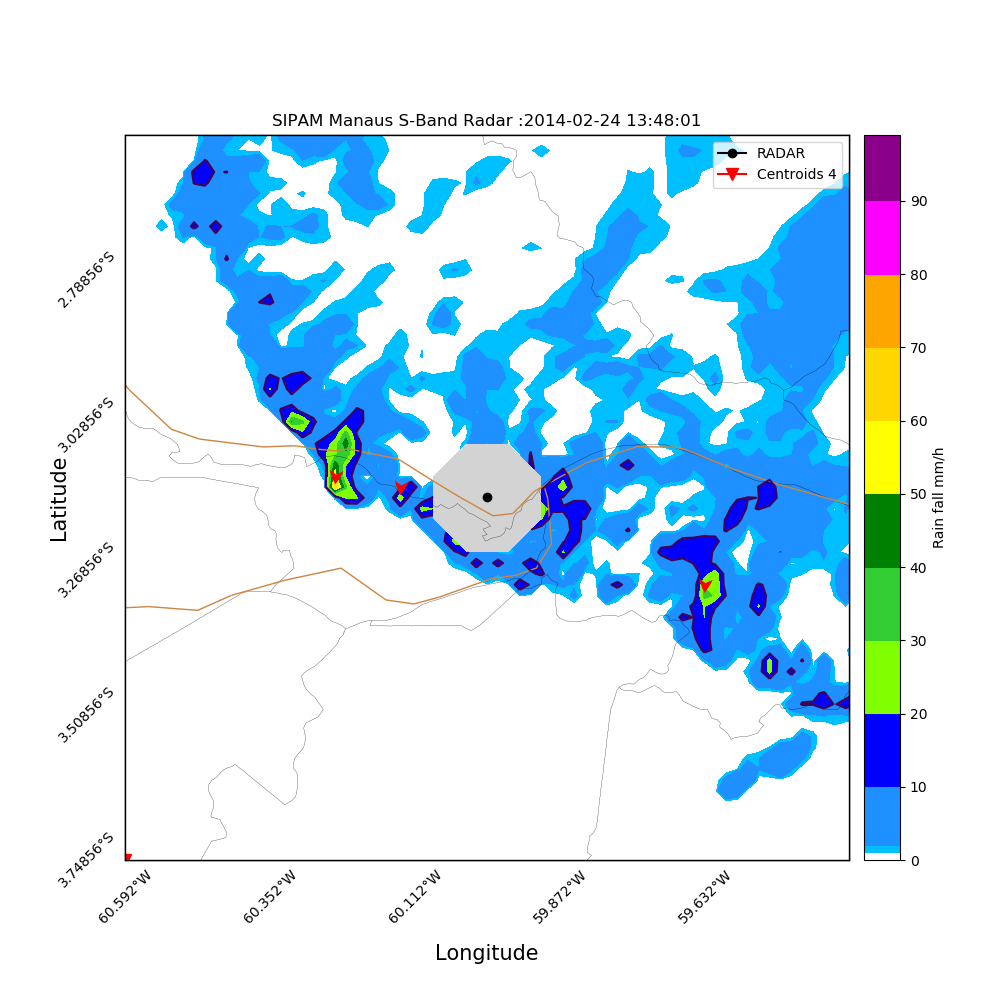 SIPAM Manaus S-Band Radar :2014-02-24 13:48:01
RADAR
Centroids 4
2.78856°S
3.02856°S
3.26856°S
3.50856°S
3.74856°S
Latitude
60.592°W
60.352°W
60.112°W
59.872°W
59.632°W
Longitude
90
80
70
60
50
40
30
20
10
0
Rain fall mm/h